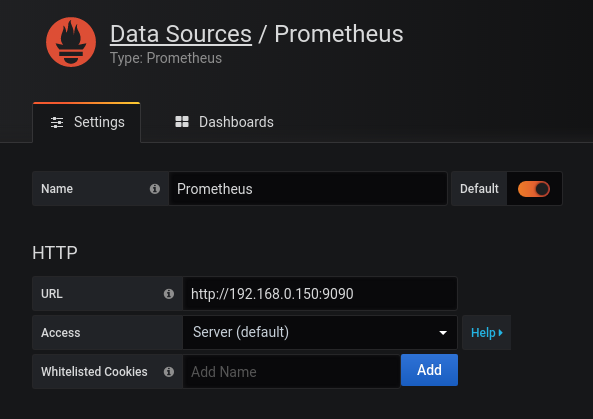 Data Sources / Prometheus
Type: Prometheus
Settings Dashboards
Name Prometheus Default
HTTP
URL http://192.168.0.150:9090
Access Server (default) Help
Whitelisted Cookies Add Name Add